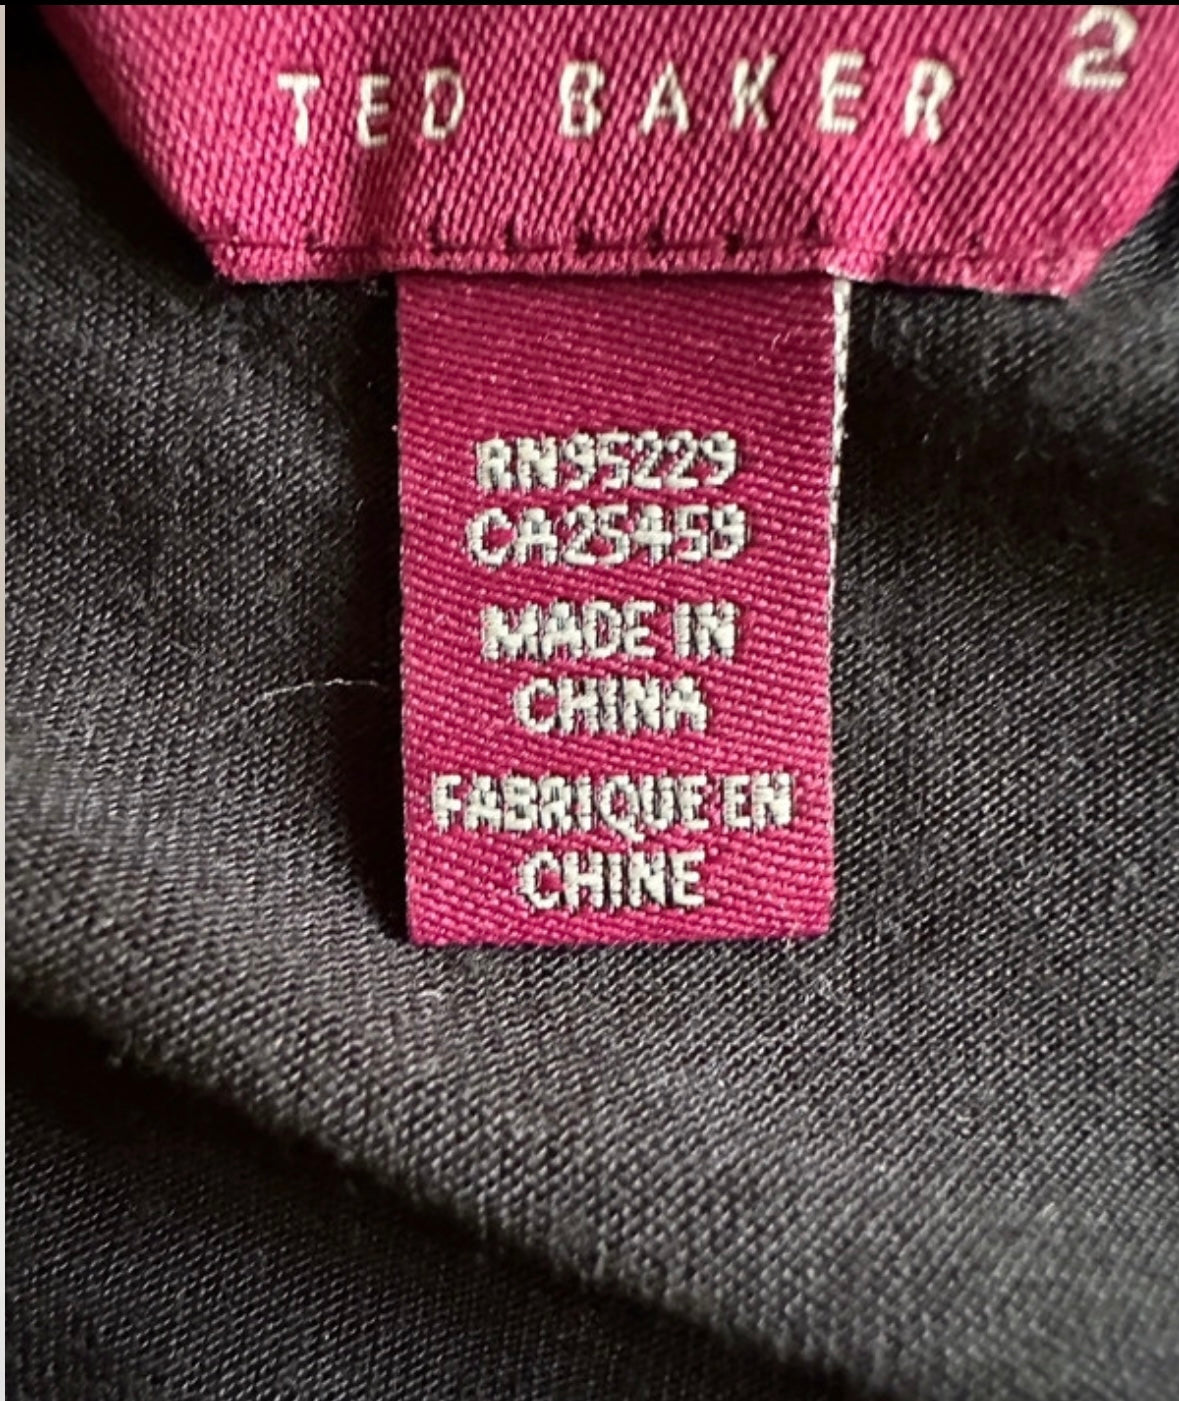 TED BAKER 2
RN95229
CA25459
MADE IN
CHINA
FABRIQUE EN
CHINE